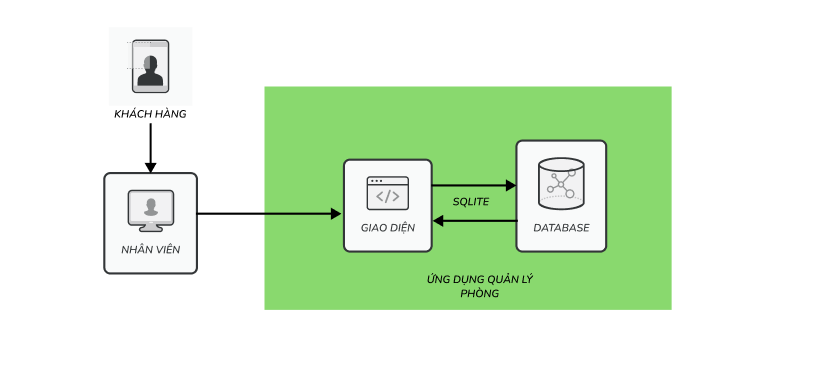 KHÁCH HÀNG
NHÂN VIÊN
GIAO DIỆN
SQLITE
DATABASE
ỨNG DỤNG QUẢN LÝ
PHÒNG